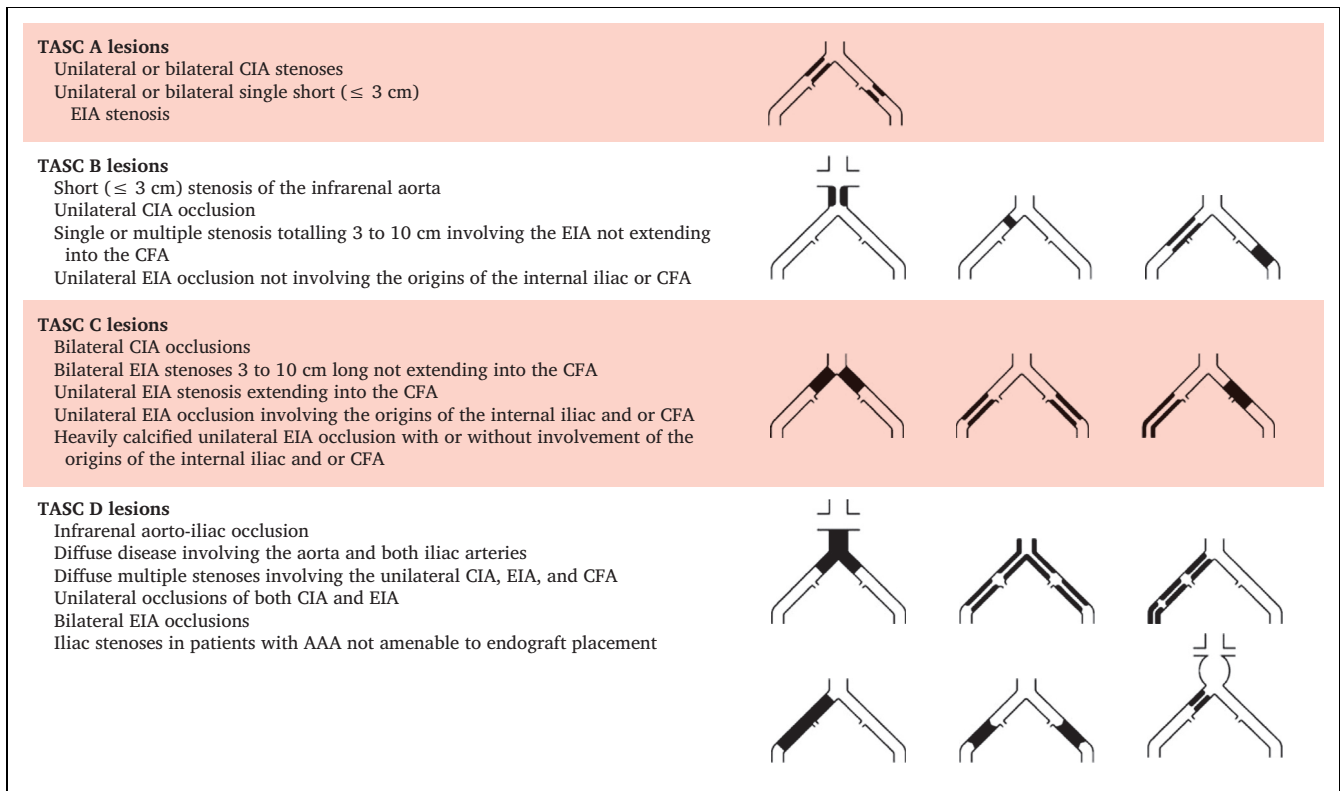 TASC A lesions
Unilateral or bilateral CIA stenoses
Unilateral or bilateral single short (≤ 3 cm)
EIA stenosis
TASC B lesions
Short (≤ 3 cm) stenosis of the infrarenal aorta
Unilateral CIA occlusion
Single or multiple stenosis totalling 3 to 10 cm involving the EIA not extending
into the CFA
Unilateral EIA occlusion not involving the origins of the internal iliac or CFA
TASC C lesions
Bilateral CIA occlusions
Bilateral EIA stenoses 3 to 10 cm long not extending into the CFA
Unilateral EIA stenosis extending into the CFA
Unilateral EIA occlusion involving the origins of the internal iliac and or CFA
Heavily calcified unilateral EIA occlusion with or without involvement of the
origins of the internal iliac and or CFA
TASC D lesions
Infrarenal aorto-iliac occlusion
Diffuse disease involving the aorta and both iliac arteries
Diffuse multiple stenoses involving the unilateral CIA, EIA, and CFA
Unilateral occlusions of both CIA and EIA
Bilateral EIA occlusions
Iliac stenoses in patients with AAA not amenable to endograft placement